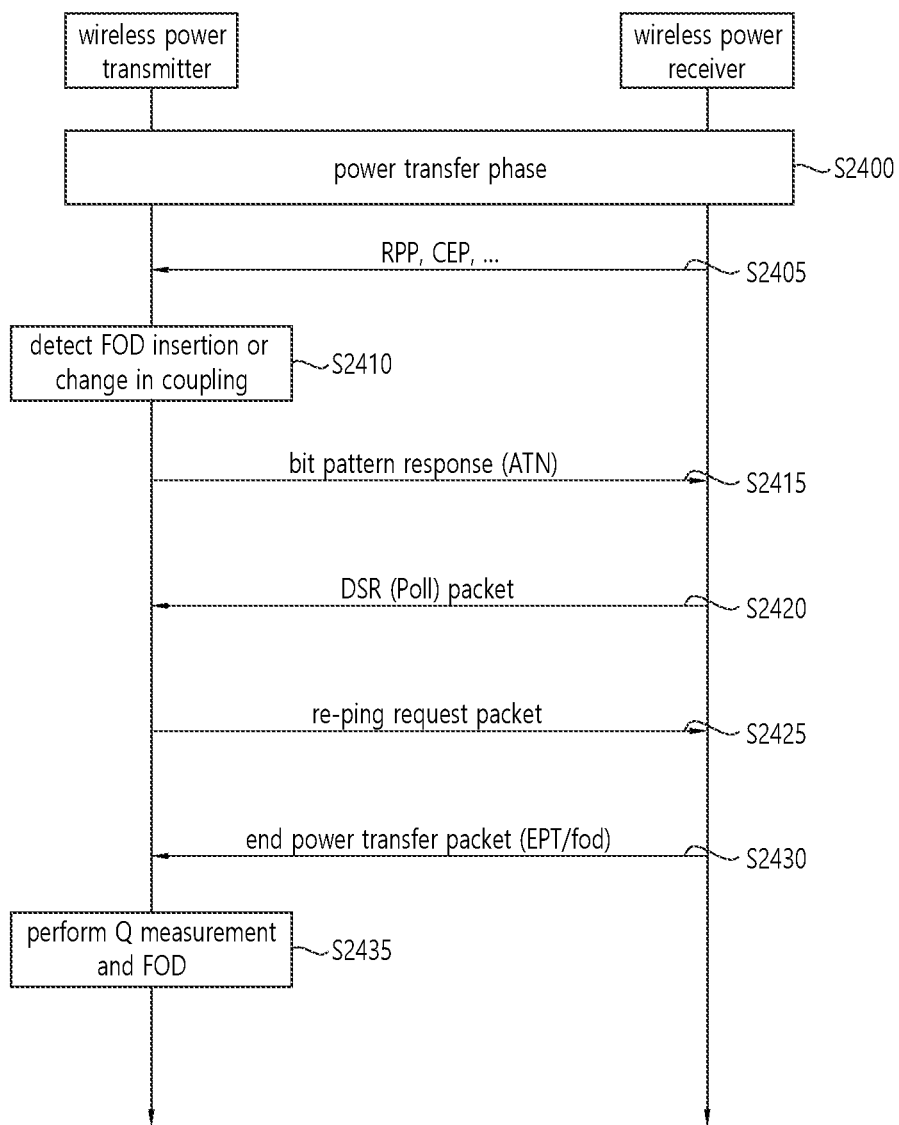 wireless power
transmitter
wireless power
receiver
power transfer phase
S2400
RPP, CEP, ...
S2405
detect FOD insertion or
change in coupling
S2410
bit pattern response (ATN)
S2415
DSR (Poll) packet
S2420
re-ping request packet
S2425
end power transfer packet (EPT/fod)
S2430
perform Q measurement
and FOD
S2435